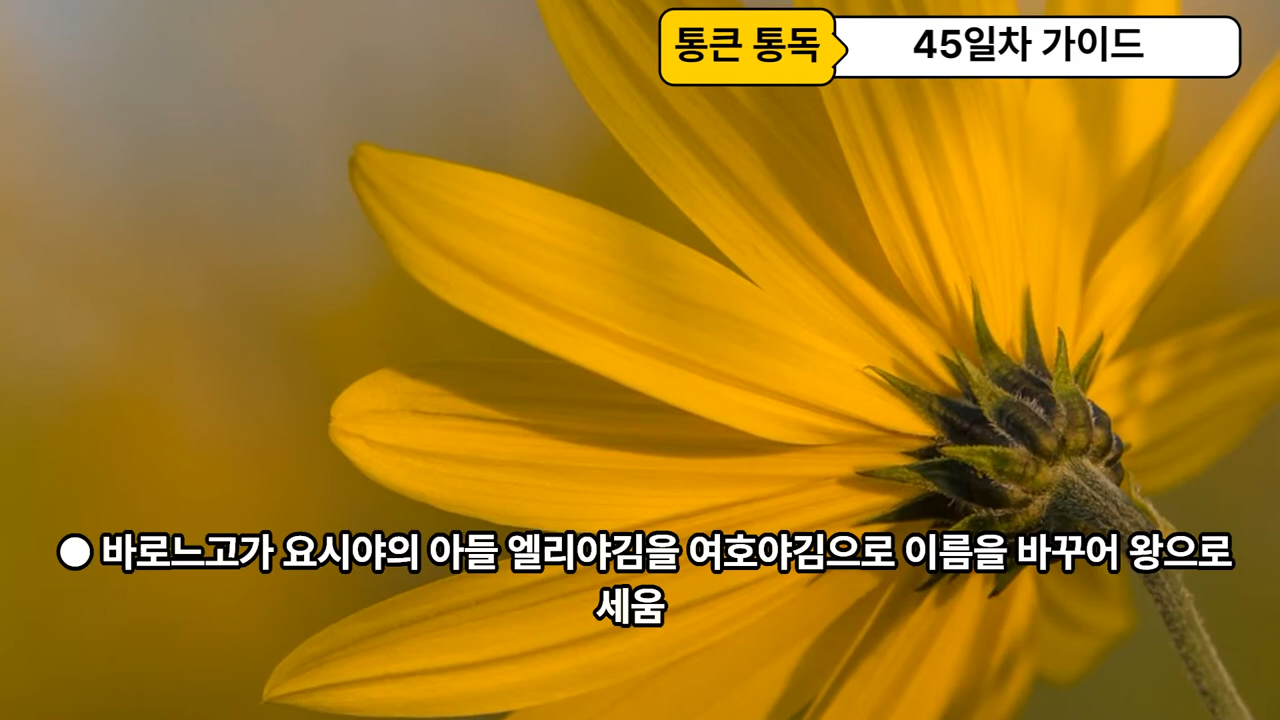 통큰 통독
45일차 가이드
● 바로느고가 요시야의 아들 엘리야김을 여호야김으로 이름을 바꾸어 왕으로
세움